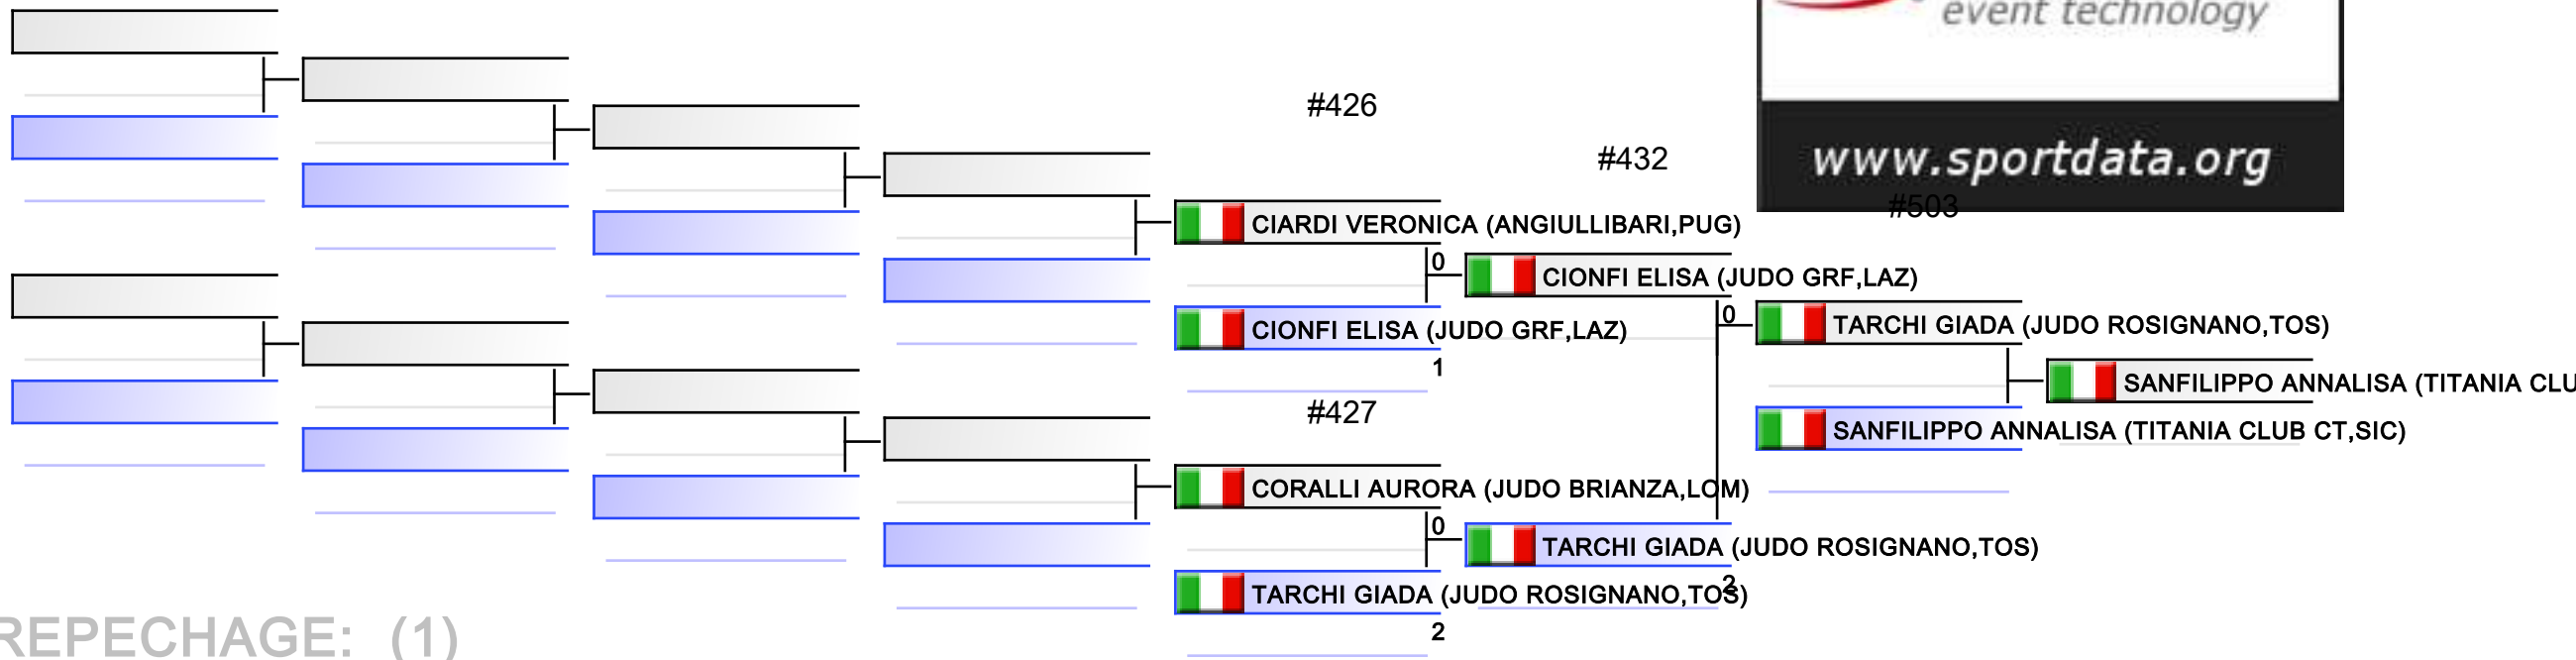 event technology
#426
#432
www.sportdata.org
#503
CIARDI VERONICA (ANGIULLIBARI,PUG)
0
CIONFI ELISA (JUDO GRF,LAZ)
0
TARCHI GIADA (JUDO ROSIGNANO,TOS)
CIONFI ELISA (JUDO GRF,LAZ)
1
SANFILIPPO ANNALISA (TITANIA CLU
#427
SANFILIPPO ANNALISA (TITANIA CLUB CT,SIC)
CORALLI AURORA (JUDO BRIANZA,LOM)
0
TARCHI GIADA (JUDO ROSIGNANO,TOS)
2
TARCHI GIADA (JUDO ROSIGNANO,TOS)
2
REPECHAGE: (1)